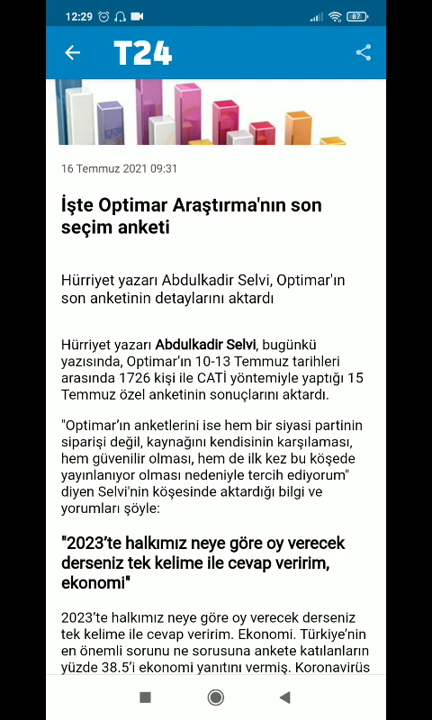 12:29
87
T24
16 Temmuz 2021 09:31
İşte Optimar Araştırma'nın son
seçim anketi
Hürriyet yazarı Abdulkadir Selvi, Optimar'ın
son anketinin detaylarını aktardı
Hürriyet yazarı Abdulkadir Selvi, bugünkü
yazısında, Optimar’ın 10-13 Temmuz tarihleri
arasında 1726 kişi ile CATİ yöntemiyle yaptığı 15
Temmuz özel anketinin sonuçlarını aktardı.
"Optimar’ın anketlerini ise hem bir siyasi partinin
siparişi değil, kaynağını kendisinin karşılaması,
hem güvenilir olması, hem de ilk kez bu köşede
yayınlanıyor olması nedeniyle tercih ediyorum"
diyen Selvi'nin köşesinde aktardığı bilgi ve
yorumları şöyle:
"2023’te halkımız neye göre oy verecek
derseniz tek kelime ile cevap veririm,
ekonomi"
2023’te halkımız neye göre oy verecek derseniz
tek kelime ile cevap veririm. Ekonomi. Türkiye’nin
en önemli sorunu ne sorusuna ankete katılanların
yüzde 38.5’i ekonomi yanıtını vermiş. Koronavirüs